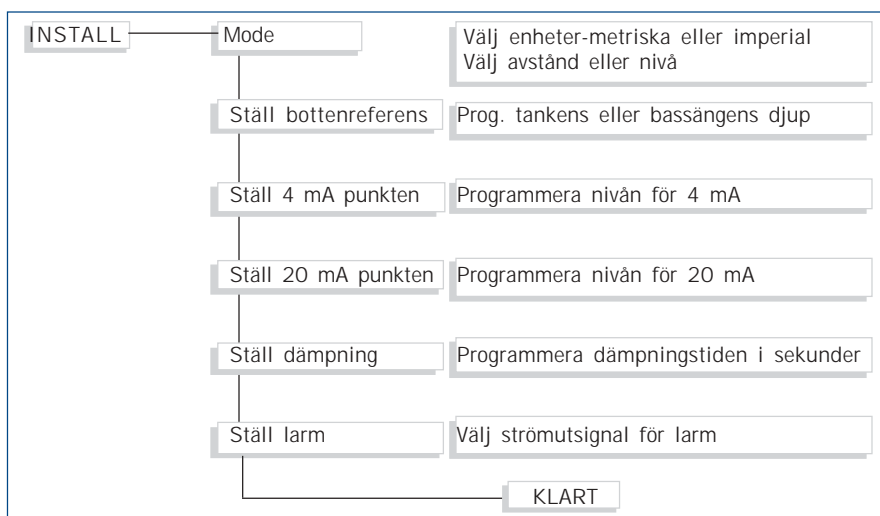 INSTALL
Mode
Välj enheter-metriska eller imperial
Välj avstånd eller nivå
Ställ bottenreferens
Prog. tankens eller bassängens djup
Ställ 4 mA punkten
Programmera nivån för 4 mA
Ställ 20 mA punkten
Programmera nivån för 20 mA
Ställ dämpning
Programmera dämpningstiden i sekunder
Ställ larm
Välj strömutsignal för larm
KLART